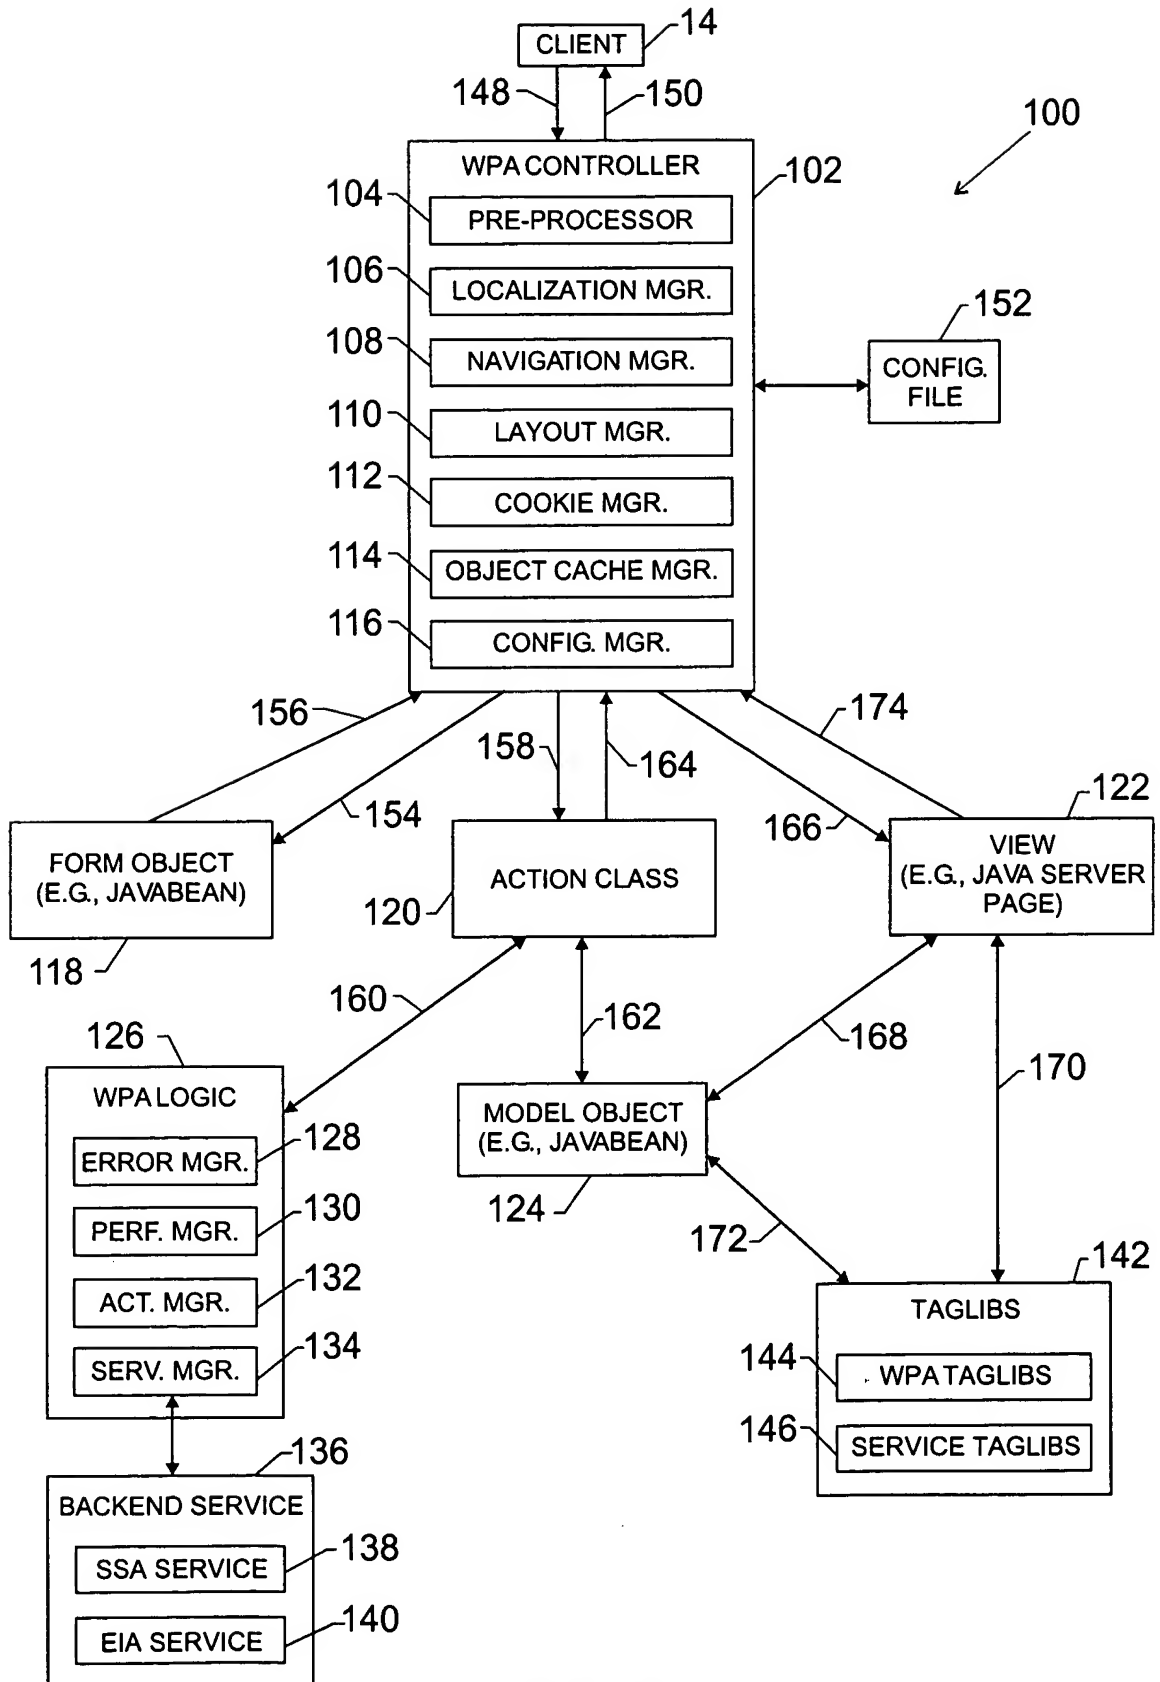 14
CLIENT
148
150
100
WPA CONTROLLER
102
104
PRE-PROCESSOR
106
LOCALIZATION MGR.
152
108
NAVIGATION MGR.
CONFIG.
FILE
110
LAYOUT MGR.
112
COOKIE MGR.
114
OBJECT CACHE MGR.
116
CONFIG. MGR.
156
174
158
164
154
166
122
FORM OBJECT
(E.G., JAVABEAN)
ACTION CLASS
VIEW
(E.G., JAVA SERVER
PAGE)
120
118
160
162
168
126
170
WPA LOGIC
MODEL OBJECT
(E.G., JAVABEAN)
128
ERROR MGR.
124
130
PERF. MGR.
172
132
ACT. MGR.
142
TAGLIBS
134
SERV. MGR.
144
WPA TAGLIBS
146
SERVICE TAGLIBS
136
BACKEND SERVICE
138
SSA SERVICE
140
EIA SERVICE